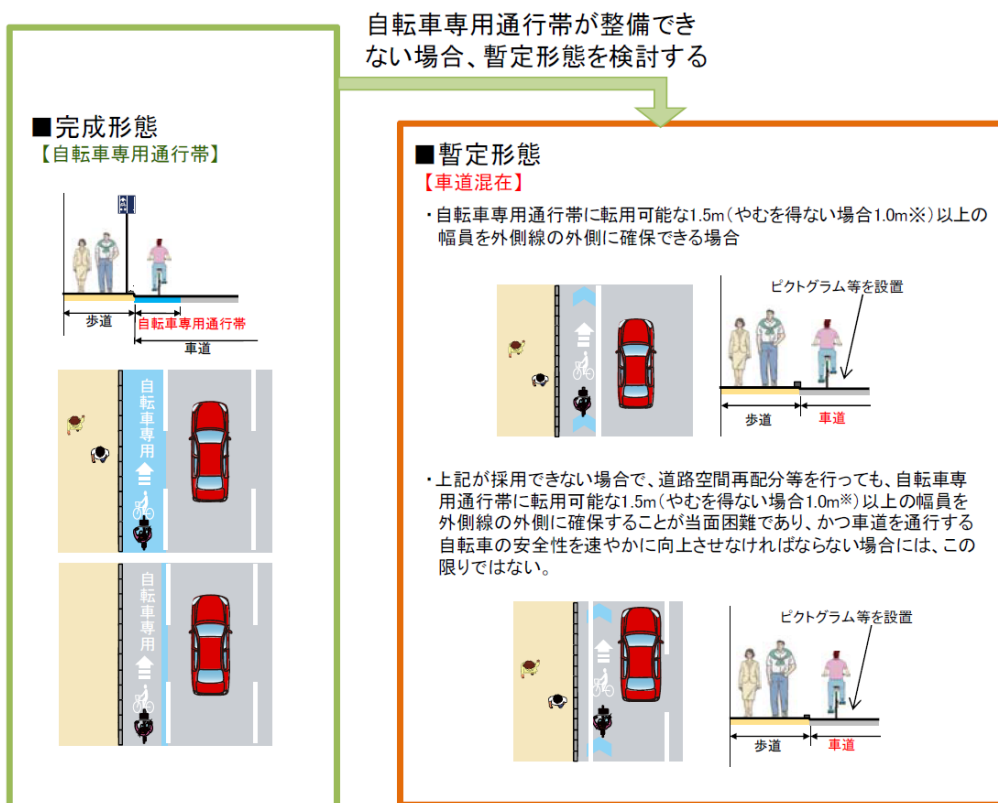 自転車専用通行帯が整備でき
ない場合、暫定形態を検討する
■完成形態
【自転車専用通行帯】
歩道
自転車専用通行帯
車道
自転車専用
自転車専用
■暫定形態
【車道混在】
・自転車専用通行帯に転用可能な1.5m（やむを得ない場合1.0m※）以上の
幅員を外側線の外側に確保できる場合
ピクトグラム等を設置
歩道
車道
・上記が採用できない場合で、道路空間再配分等を行っても、自転車専
用通行帯に転用可能な1.5m（やむを得ない場合1.0m※）以上の幅員を
外側線の外側に確保することが当面困難であり、かつ車道を通行する
自転車の安全性を速やかに向上させなければならない場合には、この
限りではない。
ピクトグラム等を設置
歩道
車道